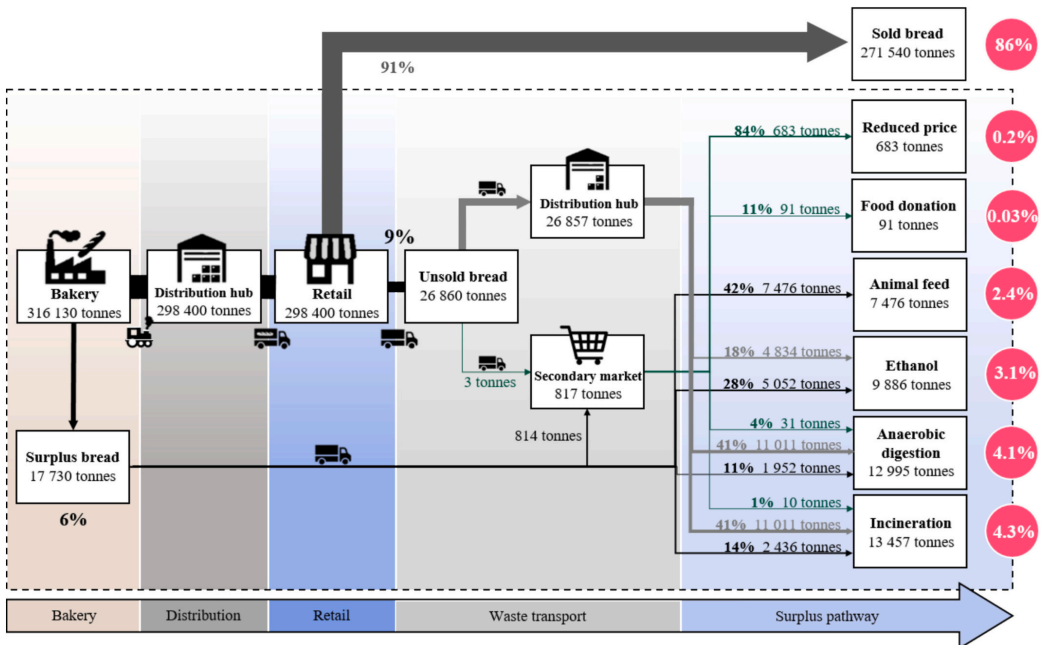 Sold bread
271 540 tonnes
86%
91%
Reduced price
683 tonnes
84% 683 tonnes
0.2%
Distribution hub
26 857 tonnes
Food donation
91 tonnes
11% 91 tonnes
0.03%
9%
Bakery
316 130 tonnes
Distribution hub
298 400 tonnes
Retail
298 400 tonnes
Unsold bread
26 860 tonnes
42% 7 476 tonnes
Animal feed
7 476 tonnes
2.4%
3 tonnes
Secondary market
817 tonnes
18% 4 834 tonnes
28% 5 052 tonnes
Ethanol
9 886 tonnes
3.1%
814 tonnes
4% 31 tonnes
41% 11 011 tonnes
11% 1 952 tonnes
Anaerobic
digestion
12 995 tonnes
4.1%
Surplus bread
17 730 tonnes
6%
1% 10 tonnes
41% 11 011 tonnes
14% 2 436 tonnes
Incineration
13 457 tonnes
4.3%
Bakery
Distribution
Retail
Waste transport
Surplus pathway